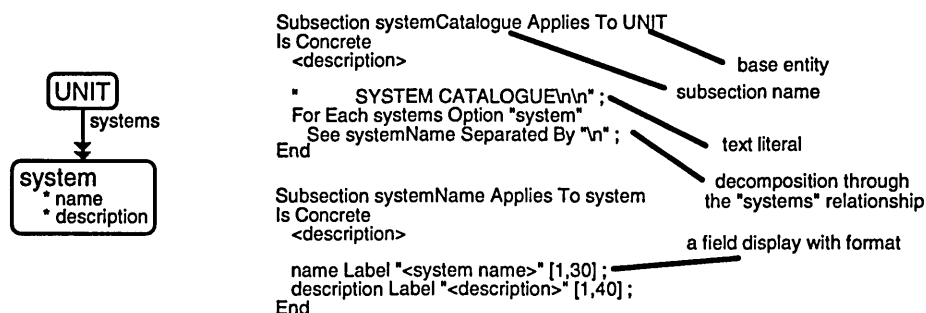 UNIT
systems
system
* name
* description
Subsection systemCatalogue Applies To UNIT
Is Concrete
<description>
" SYSTEM CATALOGUE\n\n" ;
For Each systems Option "system"
See systemName Separated By "\n" ;
End
Subsection systemName Applies To system
Is Concrete
<description>
name Label "<system name>" [1,30] ;
description Label "<description>" [1,40] ;
End
base entity
subsection name
text literal
decomposition through
the "systems" relationship
a field display with format